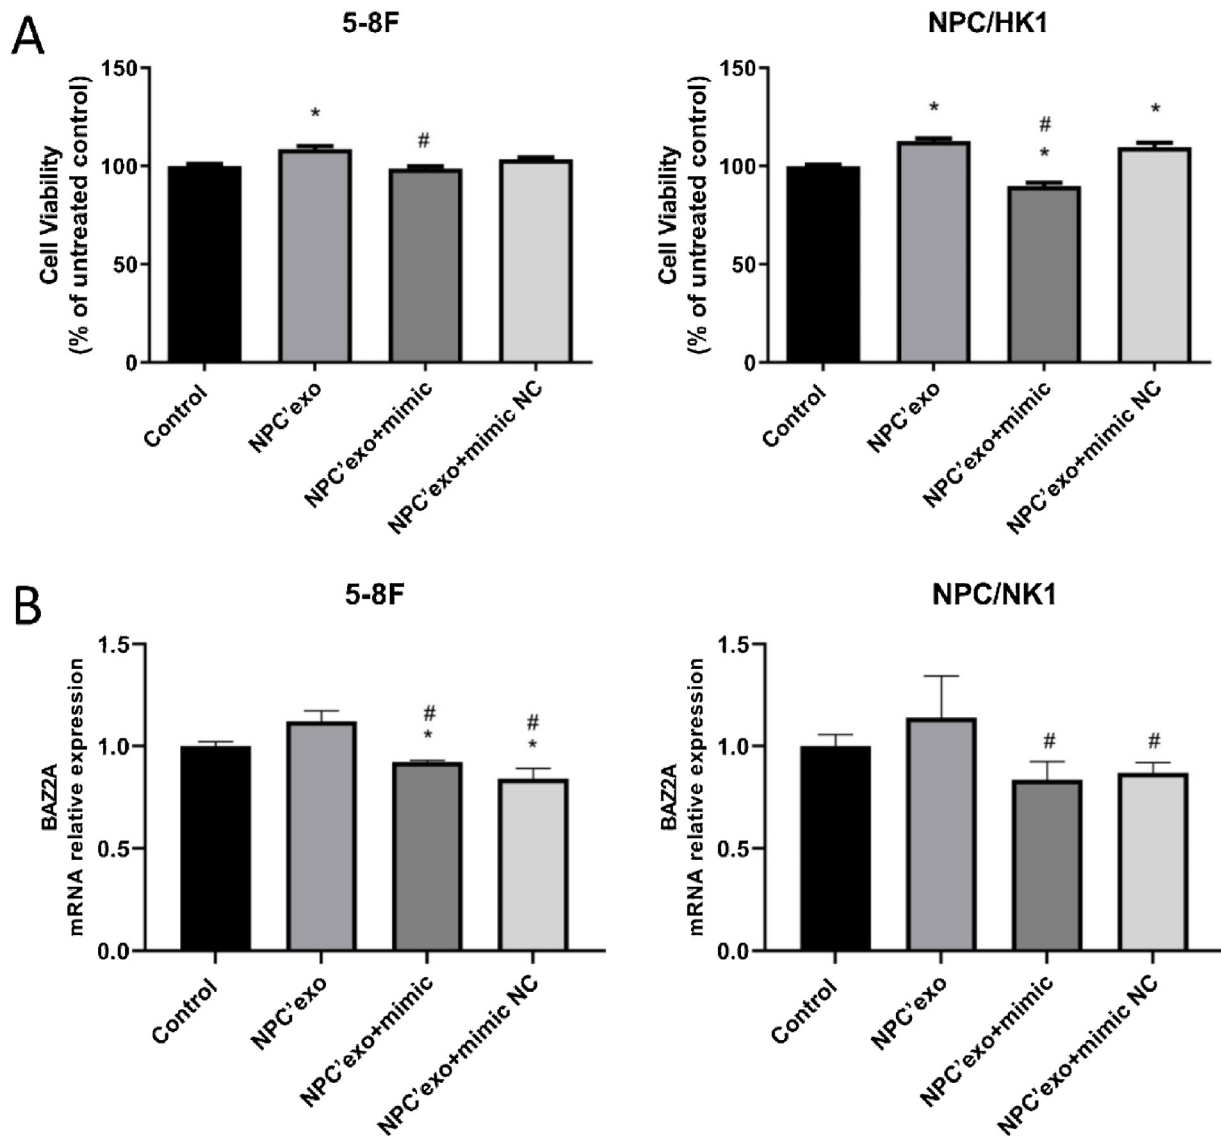 A
5-8F
NPC/HK1
Cell Viability
(% of untreated control)
150
100
50
0
*
#
Control
NPC’exo
NPC’exo+mimic
NPC’exo+mimic NC
Cell Viability
(% of untreated control)
150
100
50
0
*
#
*
*
Control
NPC’exo
NPC’exo+mimic
NPC’exo+mimic NC
B
5-8F
NPC/NK1
BAZ2A
mRNA relative expression
1.5
1.0
0.5
0.0
#
*
#
*
Control
NPC’exo
NPC’exo+mimic
NPC’exo+mimic NC
BAZ2A
mRNA relative expression
1.5
1.0
0.5
0.0
#
#
Control
NPC’exo
NPC’exo+mimic
NPC’exo+mimic NC